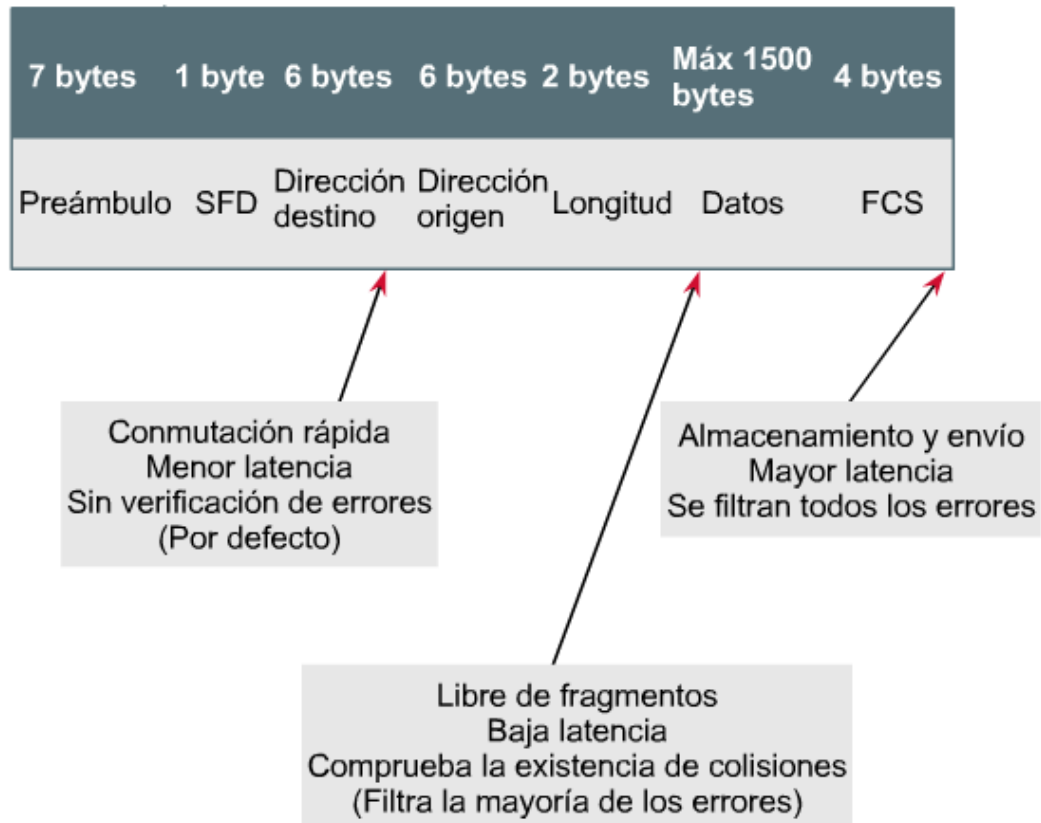 7 bytes 1 byte 6 bytes 6 bytes 2 bytes Máx 1500 bytes 4 bytes
Preámbulo SFD Dirección destino Dirección origen Longitud Datos FCS
Conmutación rápida
Menor latencia
Sin verificación de errores
(Por defecto)
Almacenamiento y envío
Mayor latencia
Se filtran todos los errores
Libre de fragmentos
Baja latencia
Comprueba la existencia de colisiones
(Filtra la mayoría de los errores)